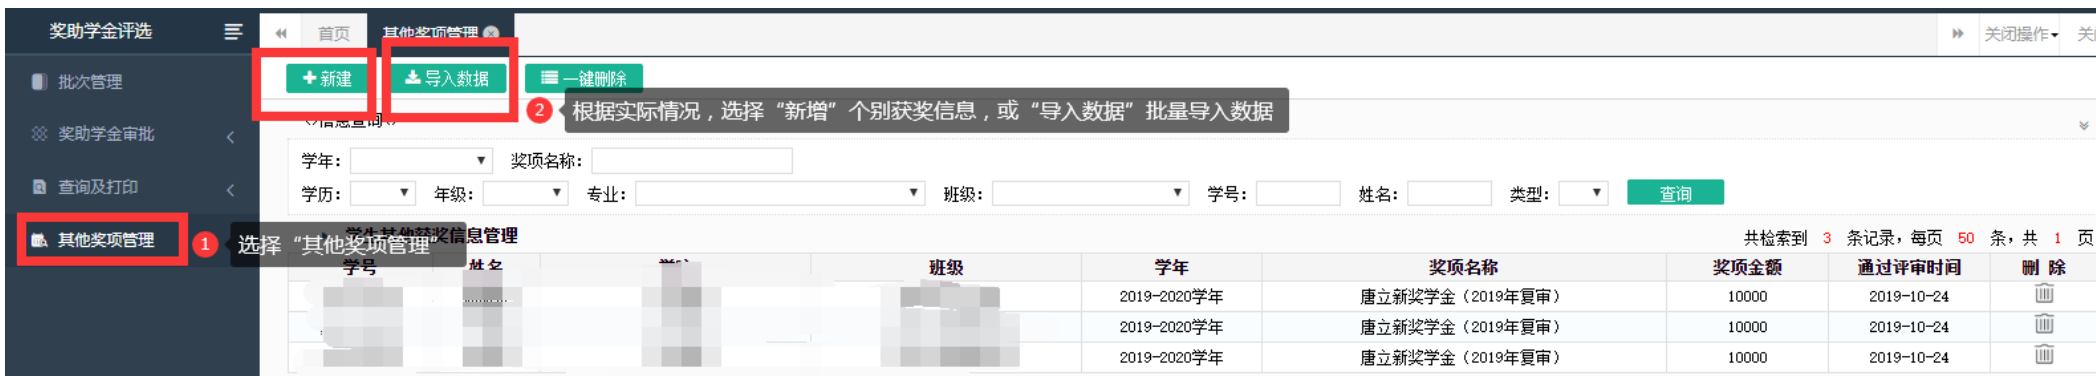 奖助学金评选
首页
其他奖项管理
关闭操作
批次管理
新建
导入数据
一键删除
2 根据实际情况，选择“新增”个别获奖信息，或“导入数据”批量导入数据
信息查询
奖助学金审批
学年：
奖项名称：
查询及打印
学历： 年级： 专业： 班级： 学号： 姓名： 类型： 查询
其他奖项管理
1 选择“其他奖项管理”
奖信息管理
共检索到 3 条记录，每页 50 条，共 1 页
学号 姓名 班级 学年 奖项名称 奖项金额 通过评审时间 删 除
2019-2020学年 唐立新奖学金（2019年复审） 10000 2019-10-24
2019-2020学年 唐立新奖学金（2019年复审） 10000 2019-10-24
2019-2020学年 唐立新奖学金（2019年复审） 10000 2019-10-24